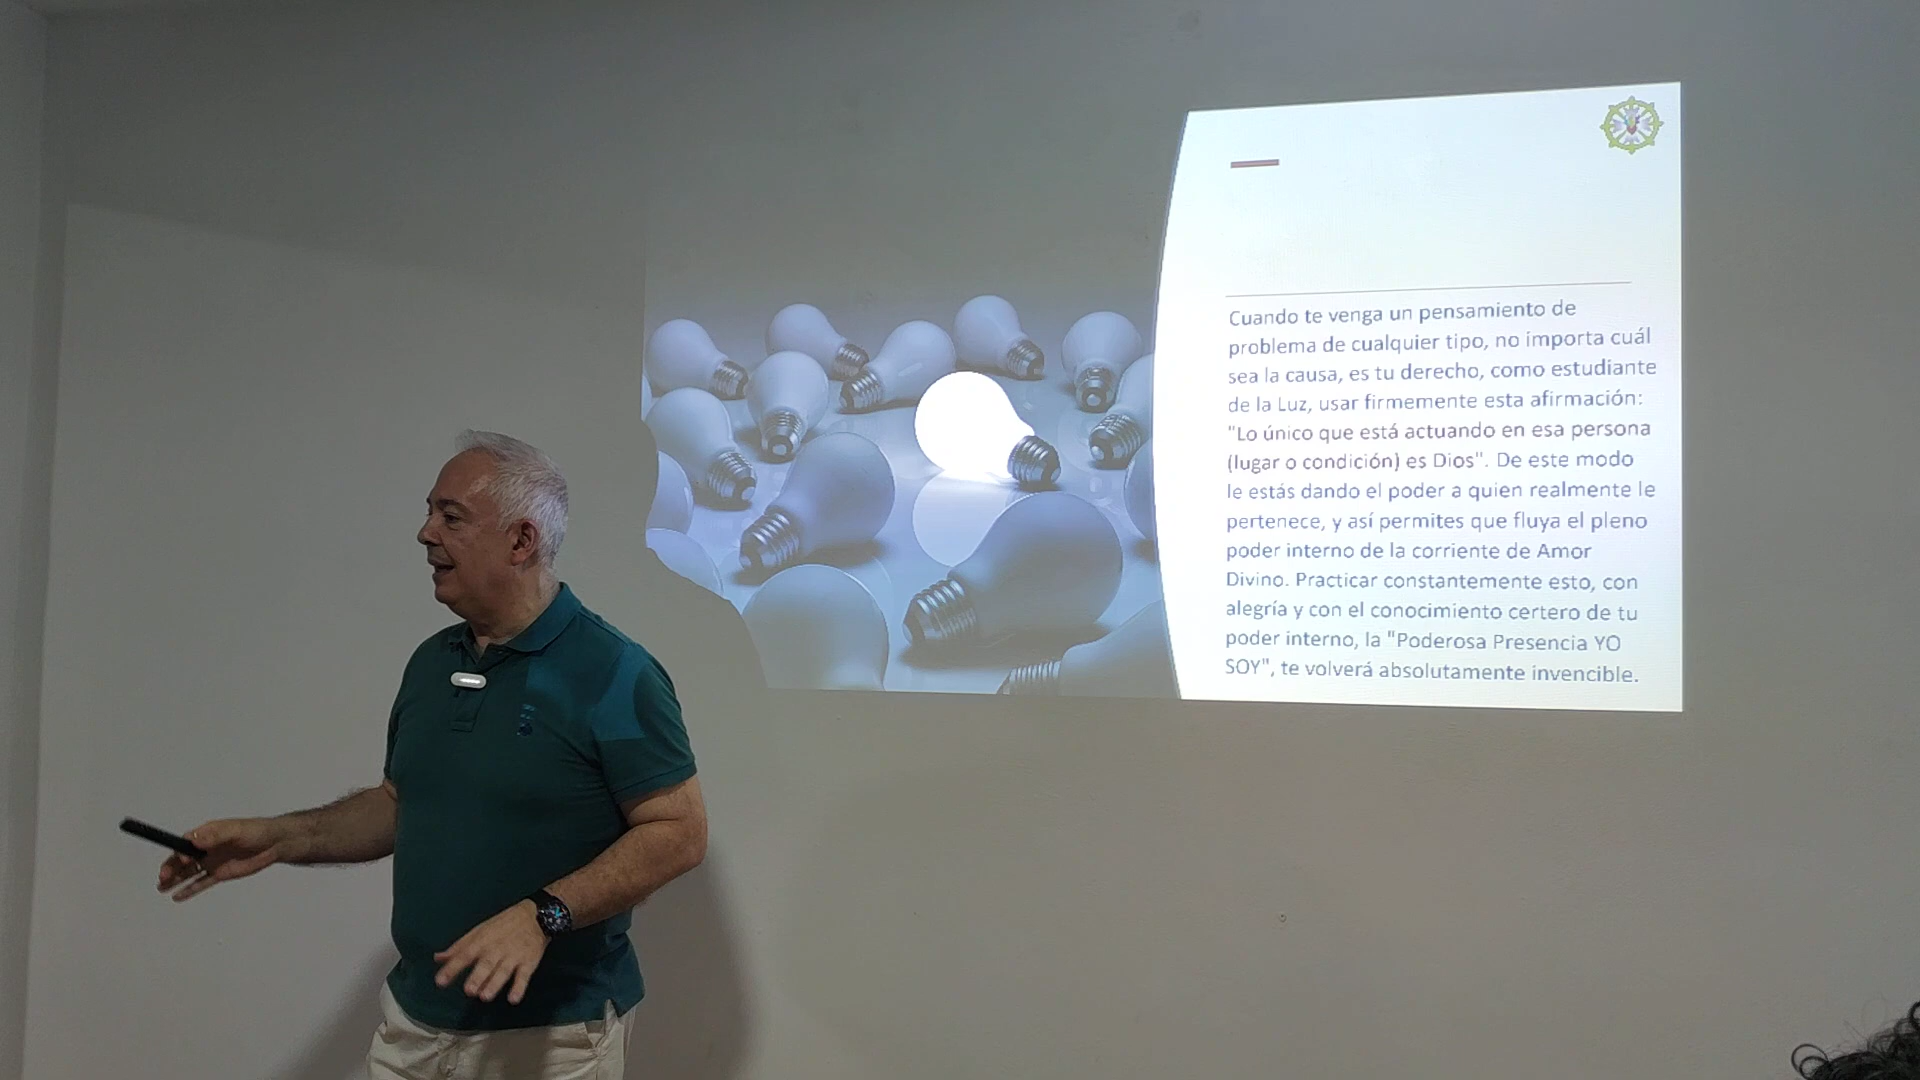 Cuando te venga un pensamiento de
problema de cualquier tipo, no importa cuál
sea la causa, es tu derecho, como estudiante
de la Luz, usar firmemente esta afirmación:
"Lo único que está actuando en esa persona
(lugar o condición) es Dios". De este modo
le estás dando el poder a quien realmente le
pertenece, y así permites que fluya el pleno
poder interno de la corriente de Amor
Divino. Practicar constantemente esto, con
alegría y con el conocimiento certero de tu
poder interno, la "Poderosa Presencia YO
SOY", te volverá absolutamente invencible.